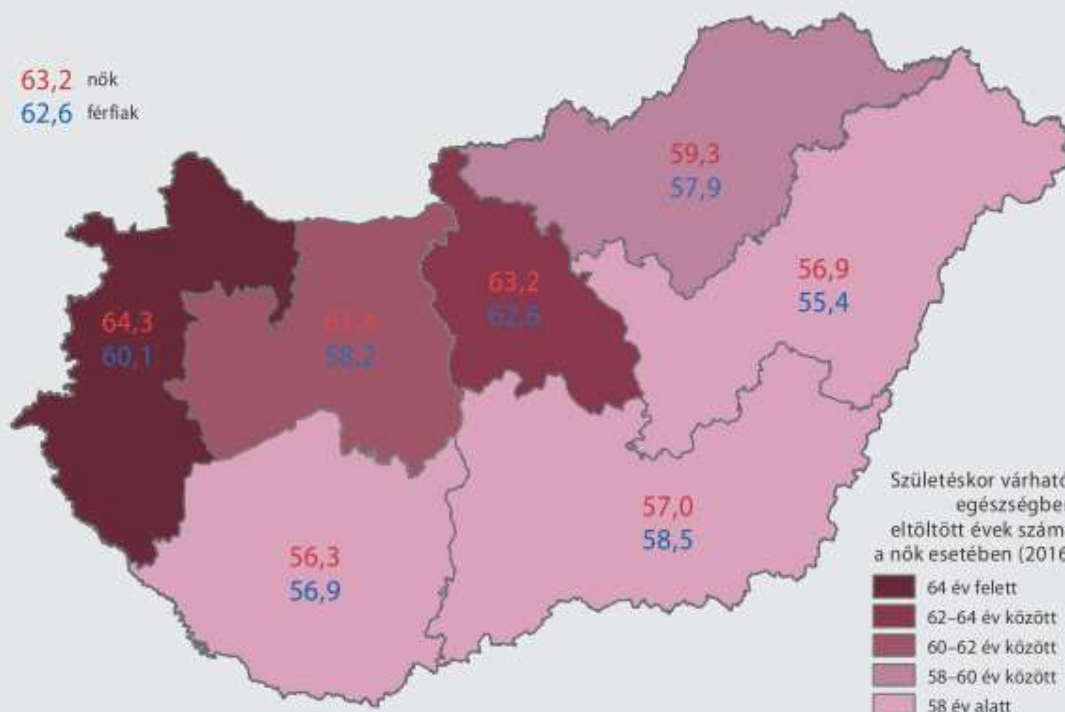 63,2 nők
62,6 férfiak
59,3
57,9
56,9
55,4
63,2
62,6
64,3
60,1
58,2
57,0
58,5
56,3
56,9
Születéskor várható
egészségben
eltöltött évek szám
a nők esetében (2016
64 év felett
62–64 év között
60–62 év között
58–60 év között
58 év alatt